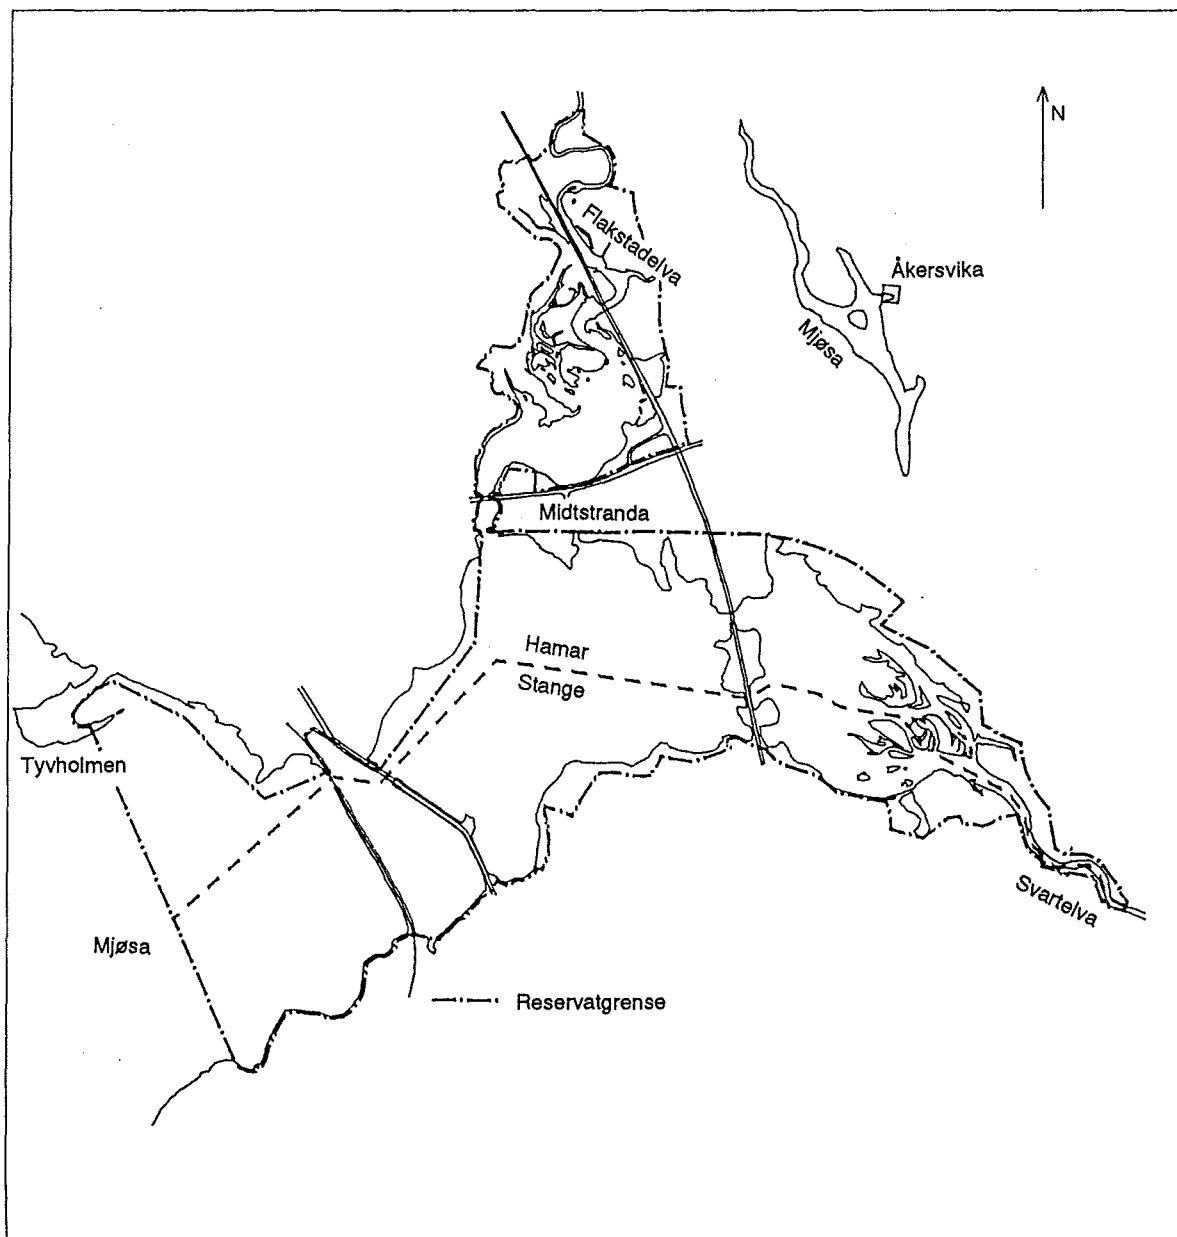 N
Flakstadelva
Åkersvika
Mjøsa
Midtstranda
Hamar
Stange
Tyvholmen
Svartelva
Mjøsa
Reservatgrense